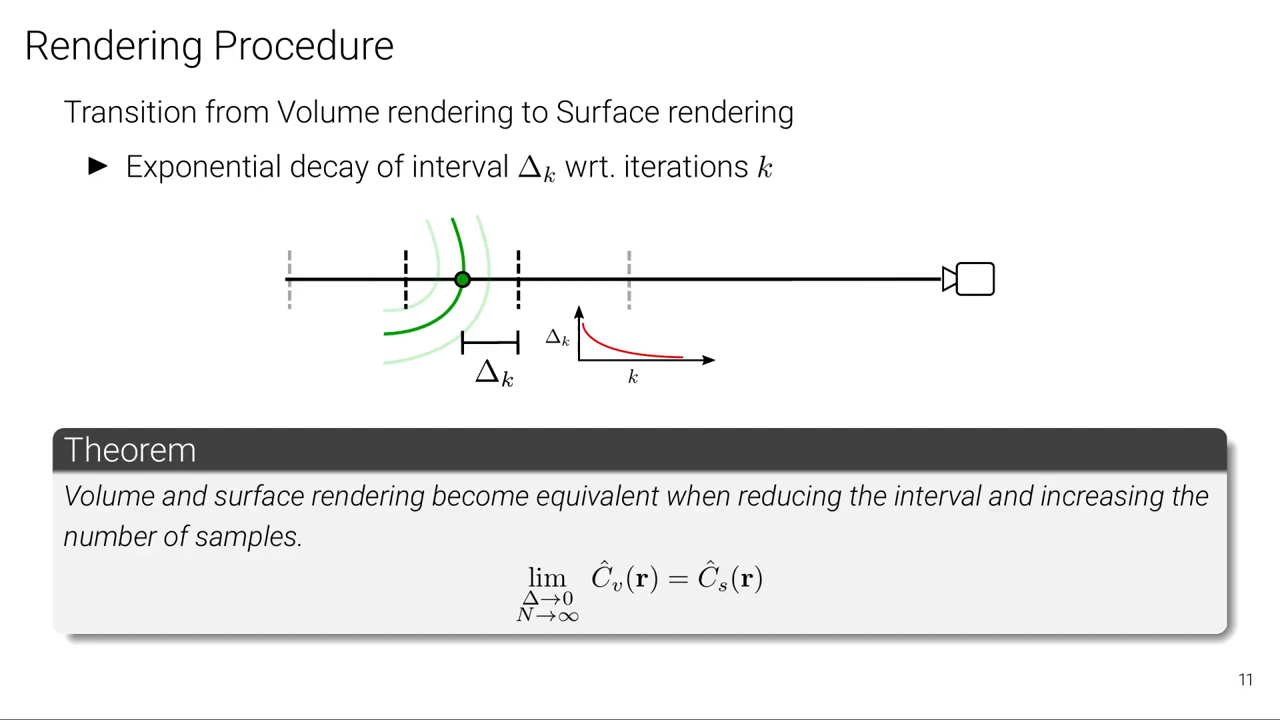 Rendering Procedure
Transition from Volume rendering to Surface rendering
▶ Exponential decay of interval Δ_k wrt. iterations k
Δ_k
Δ_k
k
Theorem
Volume and surface rendering become equivalent when reducing the interval and increasing the
number of samples.
lim Ĉ_v(r) = Ĉ_s(r)
Δ→0
N→∞
11